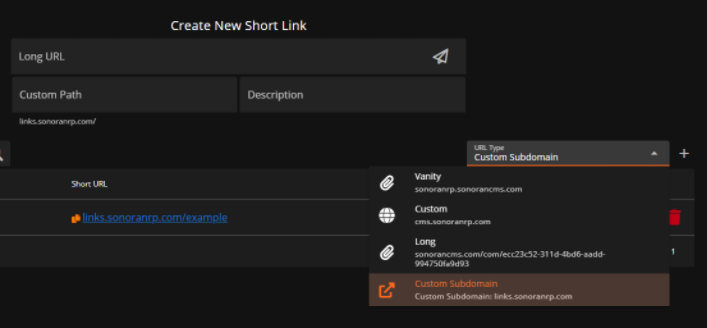 Create New Short Link
Long URL
Custom Path
Description
links.sonoranrp.com/
URL Type
Custom Subdomain
Short URL
links.sonoranrp.com/example
Vanity
sonoranrp.sonorancms.com
Custom
cms.sonoranrp.com
Long
sonorancms.com/com/ecc23c52-311d-4bd6-aadd-
994750fa9d93
1
Custom Subdomain
Custom Subdomain: links.sonoranrp.com